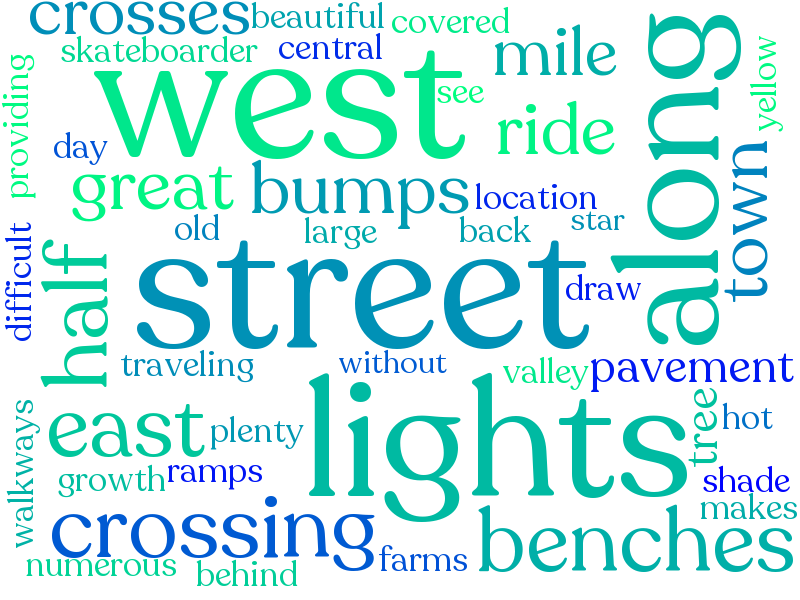 crosses
beautiful
covered
skateboarder
central
mile
along
west
see
yellow
providing
day
ride
great
bumps
location
town
old
large
back
star
difficult
half
street
draw
traveling
without
valley
pavement
east
plenty
lights
tree
hot
walkways
growth
ramps
shade
makes
crossing
benches
farms
numerous
behind